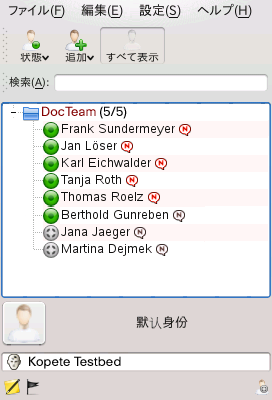 ファイル(F) 編集(E) 設定(S) ヘルプ(H)
状態 追加 すべて表示
検索(A):
DocTeam (5/5)
Frank Sundermeyer
Jan Löser
Karl Eichwalder
Tanja Roth
Thomas Roelz
Berthold Gunreben
Jana Jaeger
Martina Dejmek
默认身份
Kopete Testbed